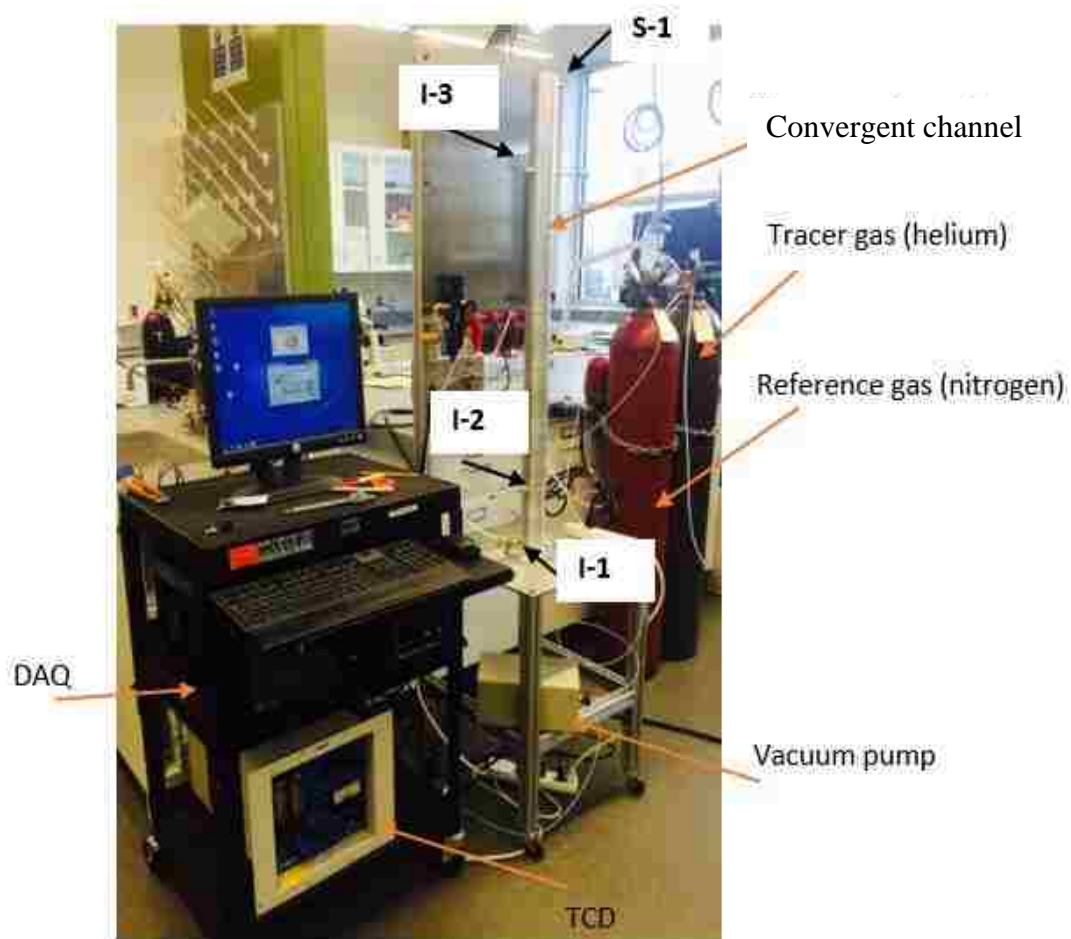 S-1
I-3
Convergent channel
Tracer gas (helium)
Reference gas (nitrogen)
I-2
I-1
DAQ
Vacuum pump
TCD